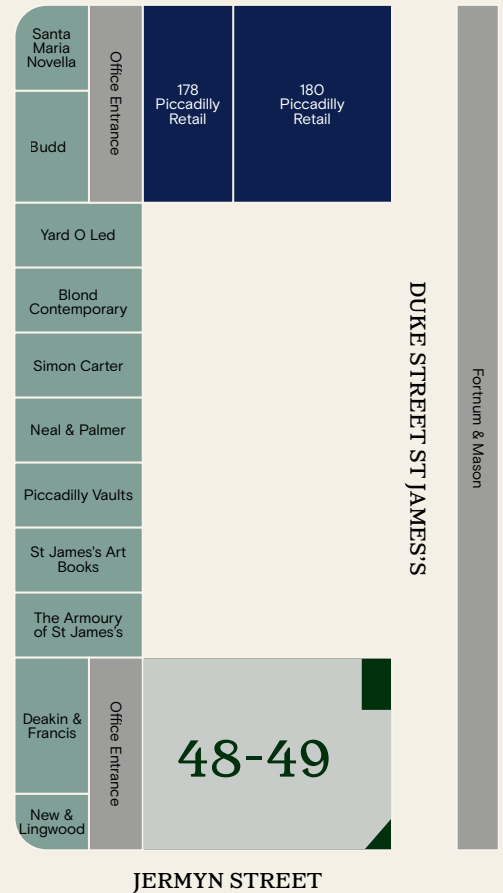 Santa
Maria
Novella
Office Entrance
178
Piccadilly
Retail
180
Piccadilly
Retail
Budd
Yard O Led
Blond
Contemporary
Simon Carter
Neal & Palmer
Piccadilly Vaults
St James's Art
Books
The Armoury
of St James's
DUKE STREET ST JAMES'S
Fortnum & Mason
Deakin &
Francis
Office Entrance
48-49
New &
Lingwood
JERMYN STREET